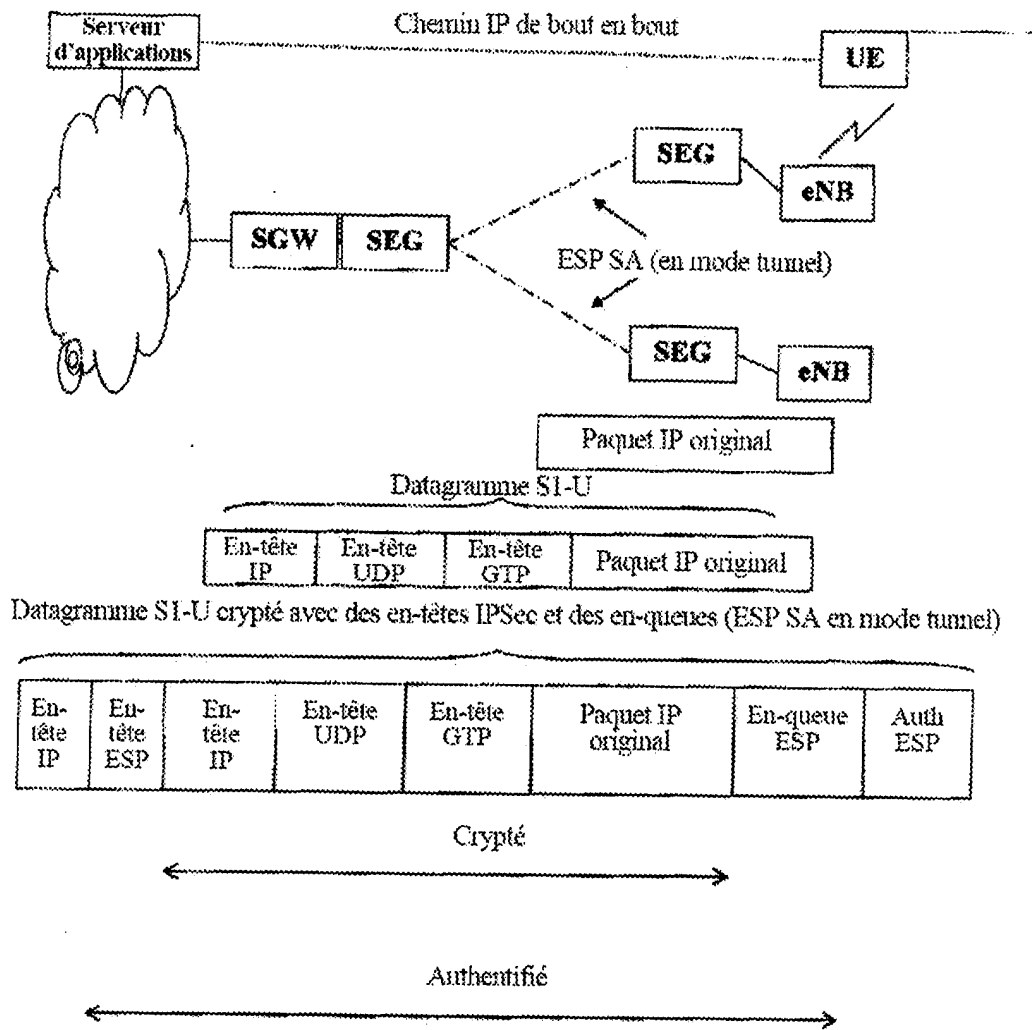 Chemin IP de bout en bout
Serveur
d'applications
UE
SEG
eNB
SGW
SEG
ESP SA (en mode tunnel)
SEG
eNB
Paquet IP original
Datagramme S1-U
En-tête
IP
En-tête
UDP
En-tête
GTP
Paquet IP original
Datagramme S1-U crypté avec des en-têtes IPSec et des en-queues (ESP SA en mode tunnel)
En-
tête
IP
En-
tête
ESP
En-
tête
IP
En-tête
UDP
En-tête
GTP
Paquet IP
original
En-queue
ESP
Auth
ESP
Crypté
Authentifié